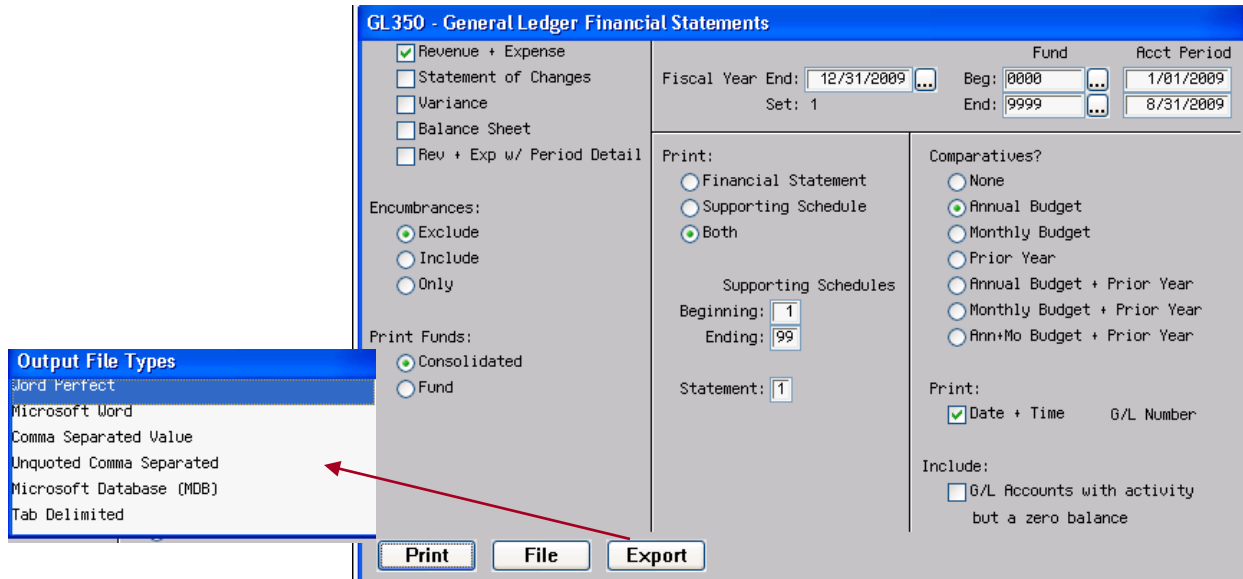 GL350 - General Ledger Financial Statements
Revenue + Expense
Statement of Changes
Variance
Balance Sheet
Rev + Exp w/ Period Detail
Encumbrances:
Exclude
Include
Only
Print Funds:
Consolidated
Fund
Fund Acct Period
Fiscal Year End: 12/31/2009 ... Beg: 0000 ... 1/01/2009
Set: 1 End: 9999 ... 8/31/2009
Print:
Financial Statement
Supporting Schedule
Both
Supporting Schedules
Beginning: 1
Ending: 99
Statement: 1
Comparatives?
None
Annual Budget
Monthly Budget
Prior Year
Annual Budget + Prior Year
Monthly Budget + Prior Year
Ann+Mo Budget + Prior Year
Print:
Date + Time G/L Number
Include:
G/L Accounts with activity
but a zero balance
Print File Export
Output File Types
Word Perfect
Microsoft Word
Comma Separated Value
Unquoted Comma Separated
Microsoft Database (MDB)
Tab Delimited